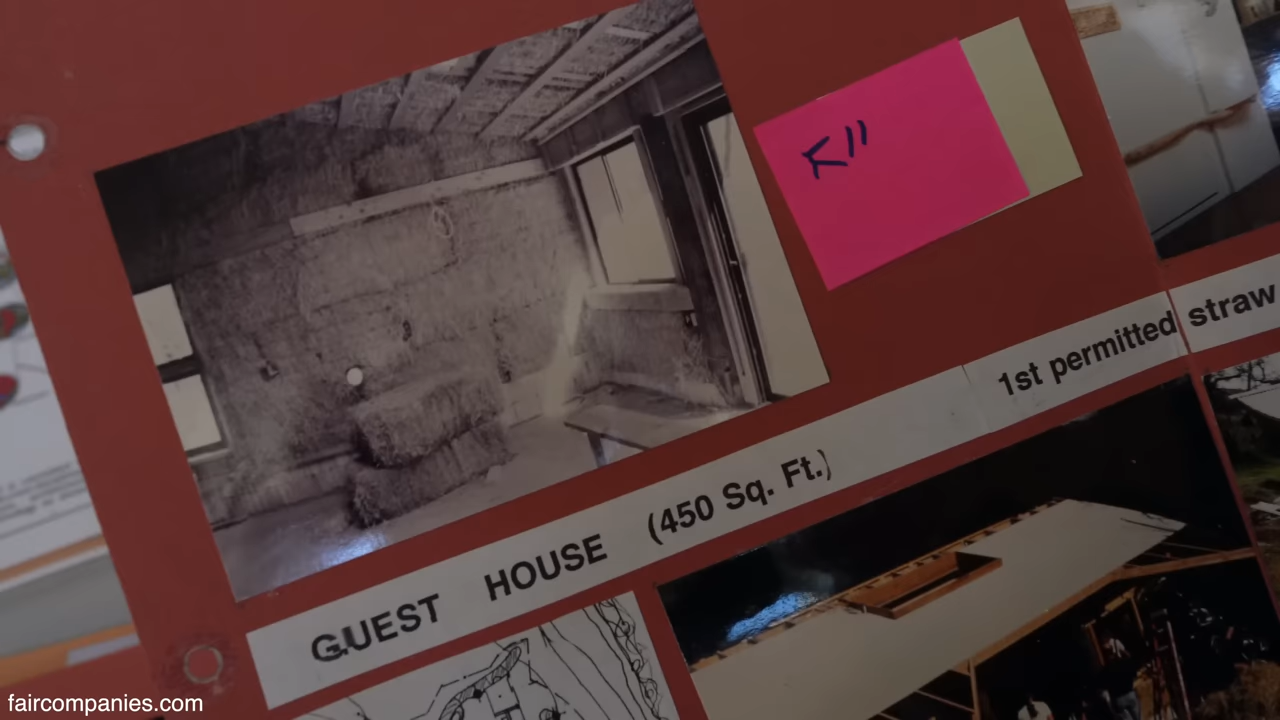 K"
GUEST HOUSE (450 Sq. Ft.) 1st permitted straw
faircompanies.com